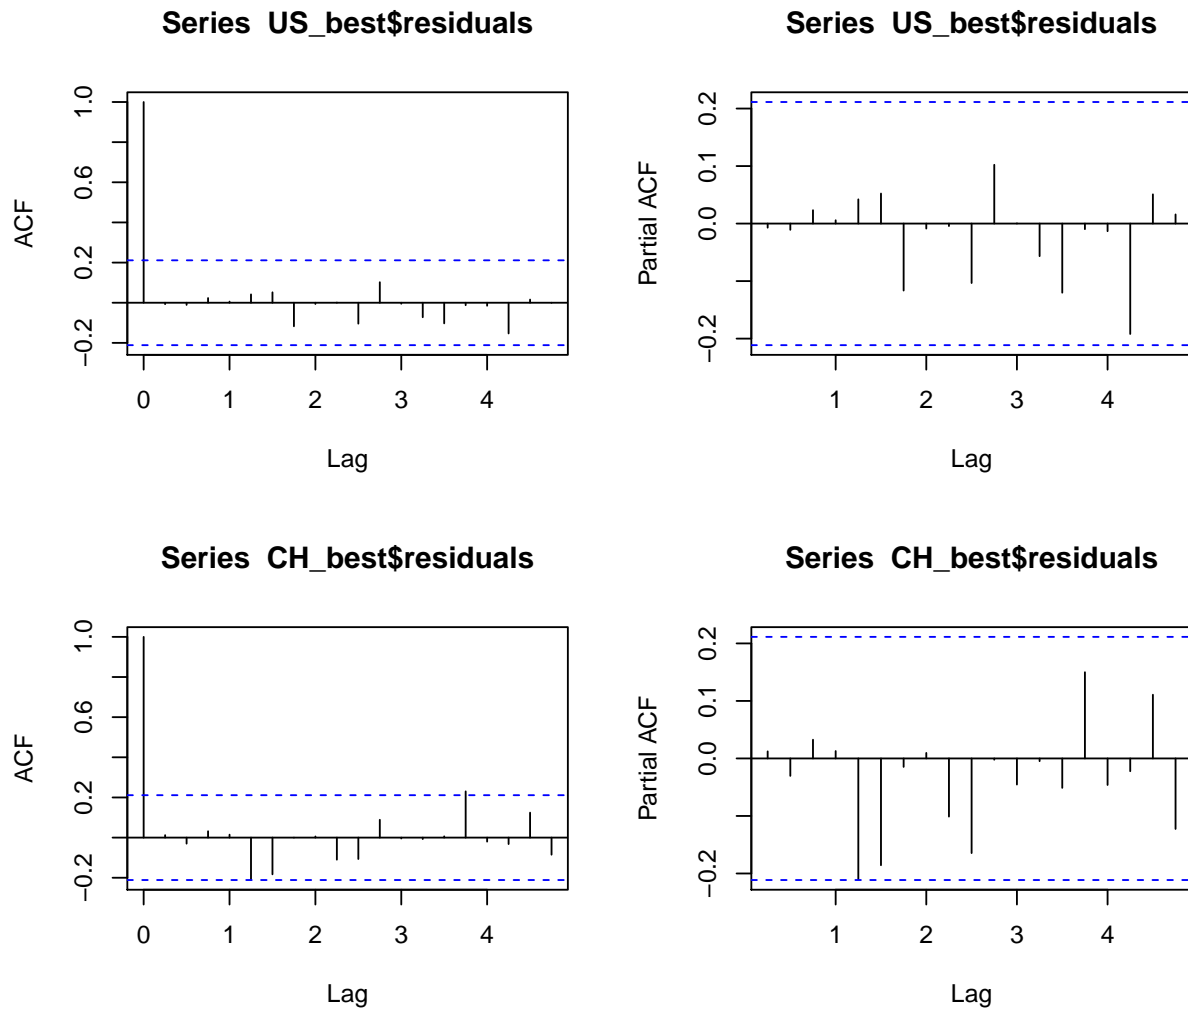 Series US_best$residuals
ACF
−0.2 0.2 0.6 1.0
0 1 2 3 4
Lag
Series US_best$residuals
Partial ACF
−0.2 0.0 0.1 0.2
1 2 3 4
Lag
Series CH_best$residuals
ACF
−0.2 0.2 0.6 1.0
0 1 2 3 4
Lag
Series CH_best$residuals
Partial ACF
−0.2 0.0 0.1 0.2
1 2 3 4
Lag